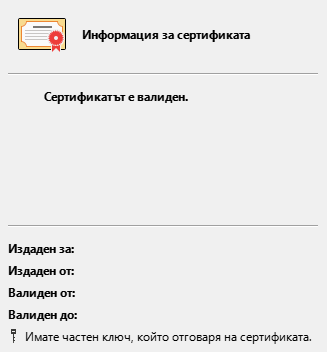 Информация за сертификата
Сертификатът е валиден.
Издаден за:
Издаден от:
Валиден от:
Валиден до:
Имате частен ключ, който отговаря на сертификата.